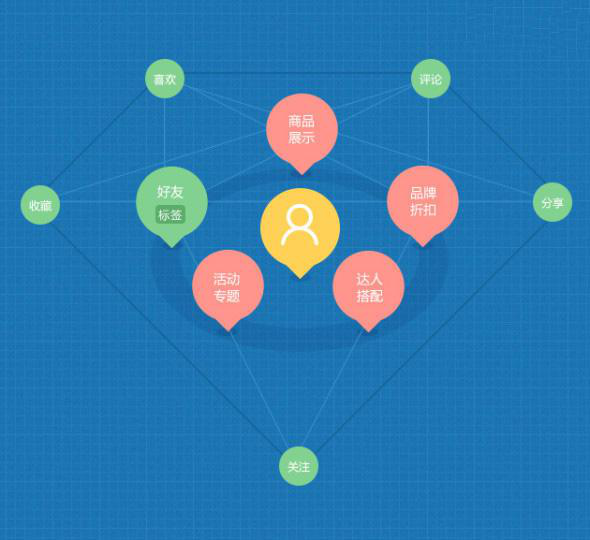 喜欢
评论
商品
展示
好友
标签
品牌
折扣
收藏
分享
活动
专题
达人
搭配
关注